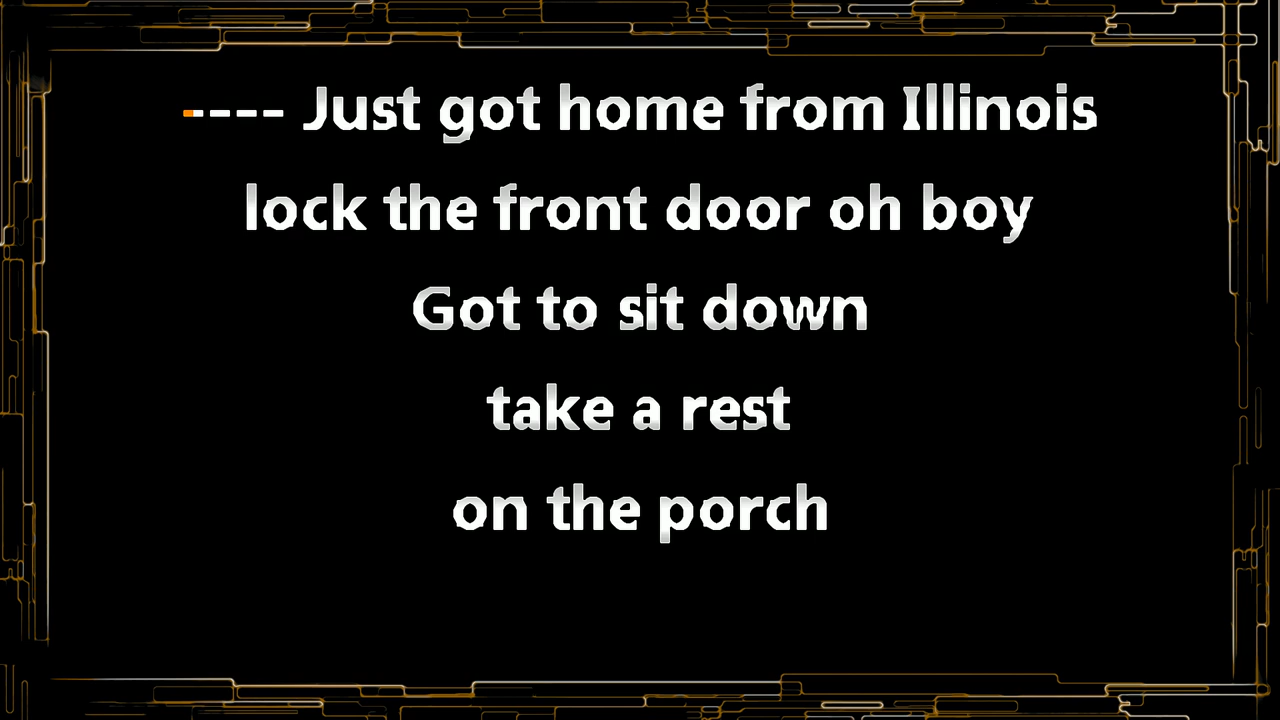 ---- Just got home from Illinois
lock the front door oh boy
Got to sit down
take a rest
on the porch